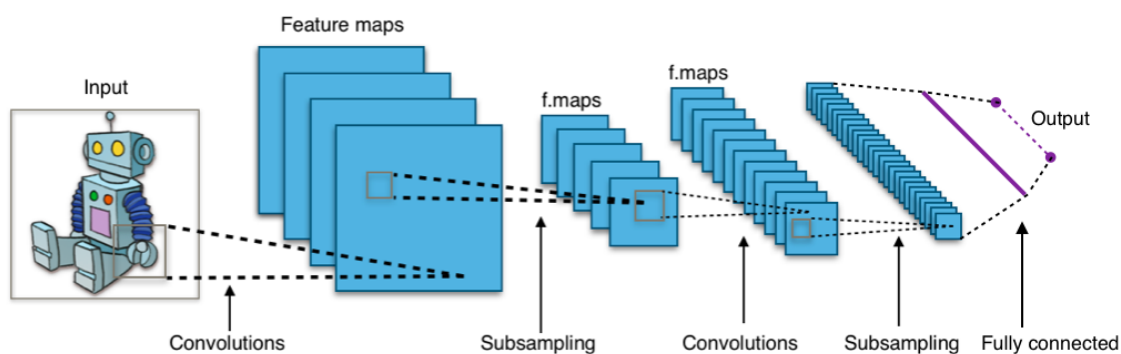 Feature maps
Input
f.maps
f.maps
Output
Convolutions
Subsampling
Convolutions
Subsampling
Fully connected